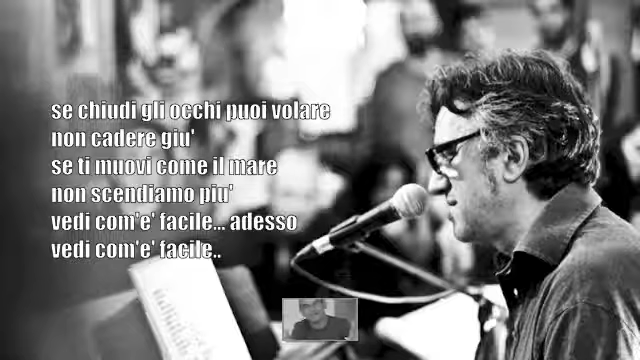 se chiudi gli occhi puoi volare
non cadere giu'
se ti muovi come il mare
non scendiamo piu'
vedi com'e' facile... adesso
vedi com'e' facile..